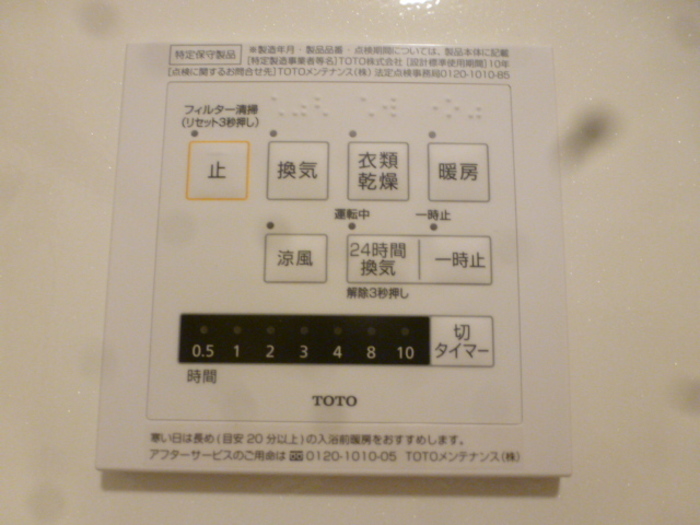 特定保守製品
※製造年月・製品品番・点検期間については、製品本体に記載
[特定製造事業者等名]TOTO株式会社 [設計標準使用期間]10年
[点検に関するお問合せ先]TOTOメンテナンス(株) 法定点検事務局0120-1010-85
フィルター清掃
(リセット3秒押し)
止
換気
衣類
乾燥
暖房
運転中
一時止
涼風
24時間
換気
一時止
解除3秒押し
0.5 1 2 3 4 8 10
切
タイマー
時間
TOTO
寒い日は長め(目安20分以上)の入浴前暖房をおすすめします。
アフターサービスのご用命は 0120-1010-05 TOTOメンテナンス(株)